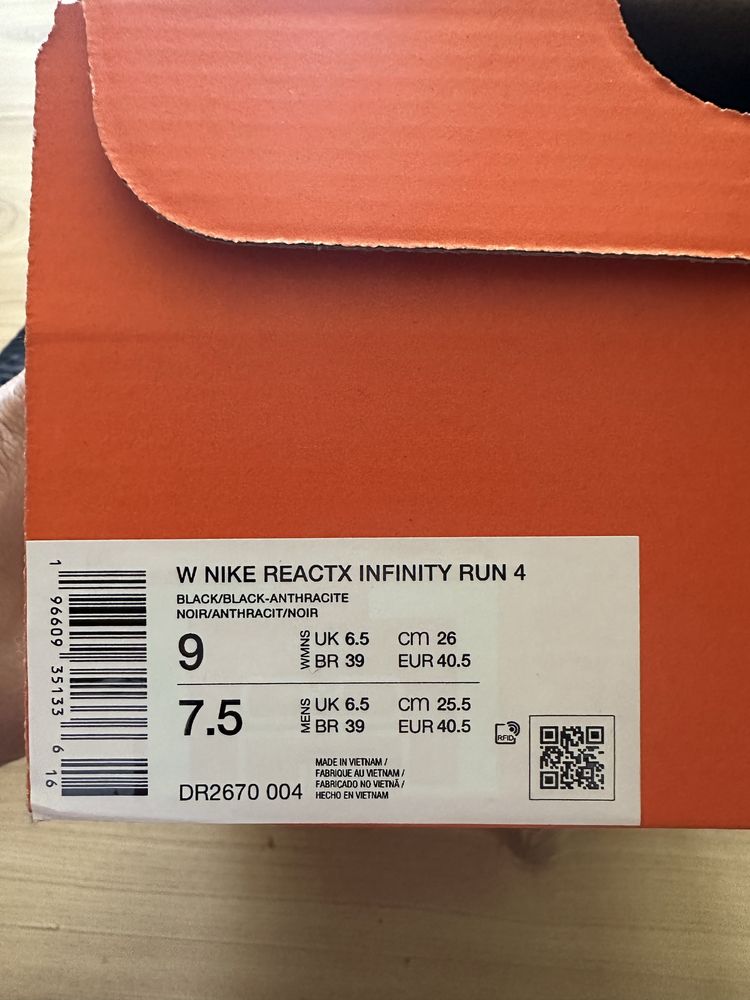 W NIKE REACTX INFINITY RUN 4
BLACK/BLACK-ANTHRACITE
NOIR/ANTHRACIT/NOIR
9 WMNS UK 6.5 cm 26
BR 39 EUR 40.5
7.5 MENS UK 6.5 cm 25.5
BR 39 EUR 40.5
RFID
DR2670 004
MADE IN VIETNAM /
FABRIQUE AU VIETNAM /
FABRICADO NO VIETNÃ /
HECHO EN VIETNAM
1 96609 35133 6 16